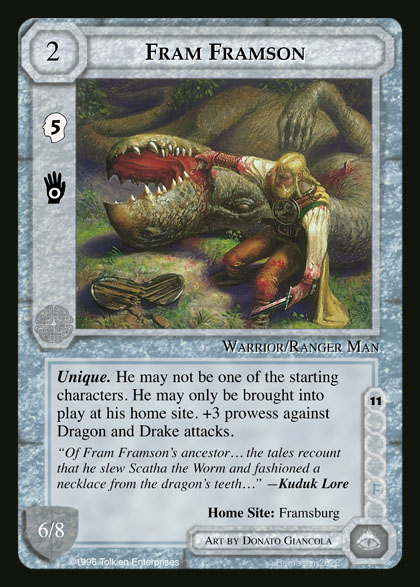 2
Fram Framson
5
Warrior/Ranger Man
Unique. He may not be one of the starting
characters. He may only be brought into
play at his home site. +3 prowess against
Dragon and Drake attacks.
11
“Of Fram Framson's ancestor… the tales recount
that he slew Scatha the Worm and fashioned a
necklace from the dragon's teeth…” —Kuduk Lore
Home Site: Framsburg
6/8
Art by Donato Giancola
©1996 Tolkien Enterprises